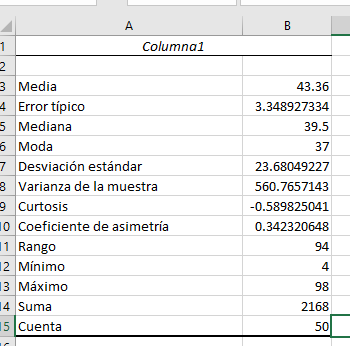 A B
1 Columna1
2
3 Media 43.36
4 Error típico 3.348927334
5 Mediana 39.5
6 Moda 37
7 Desviación estándar 23.68049227
8 Varianza de la muestra 560.7657143
9 Curtosis -0.589825041
10 Coeficiente de asimetría 0.342320648
11 Rango 94
12 Mínimo 4
13 Máximo 98
14 Suma 2168
15 Cuenta 50